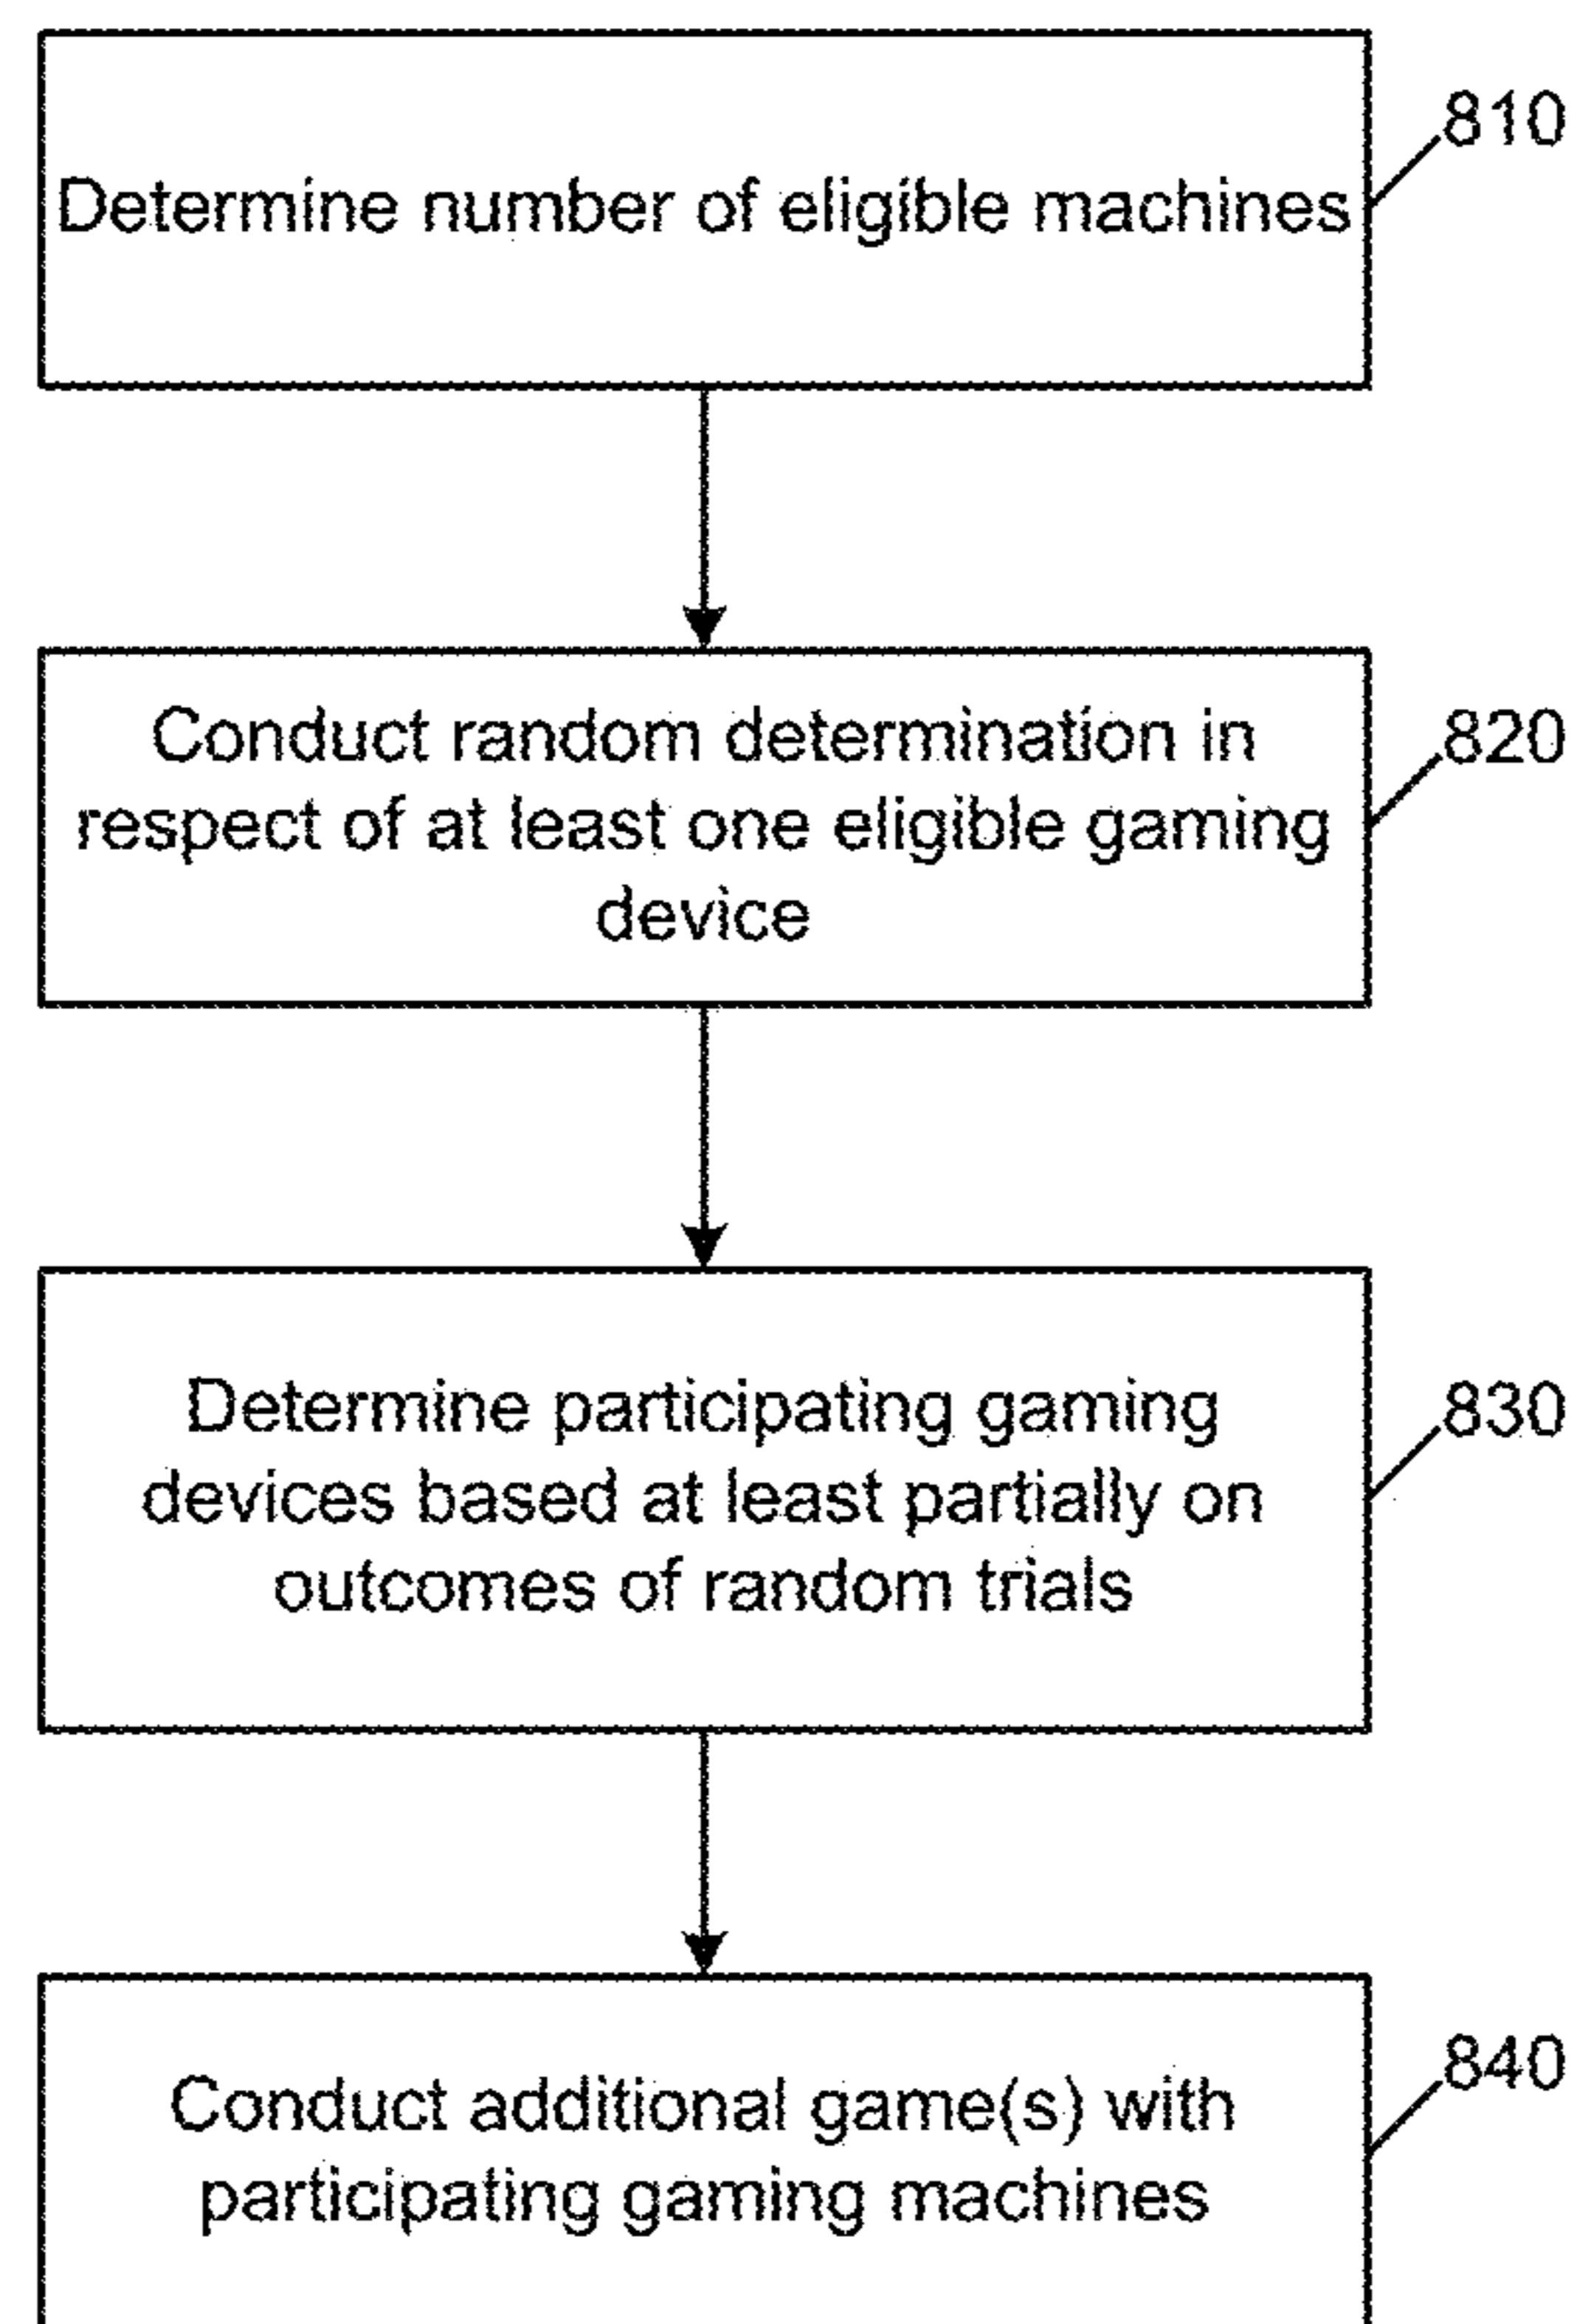 810
Determine number of eligible machines
820
Conduct random determination in
respect of at least one eligible gaming
device
830
Determine participating gaming
devices based at least partially on
outcomes of random trials
840
Conduct additional game(s) with
participating gaming machines